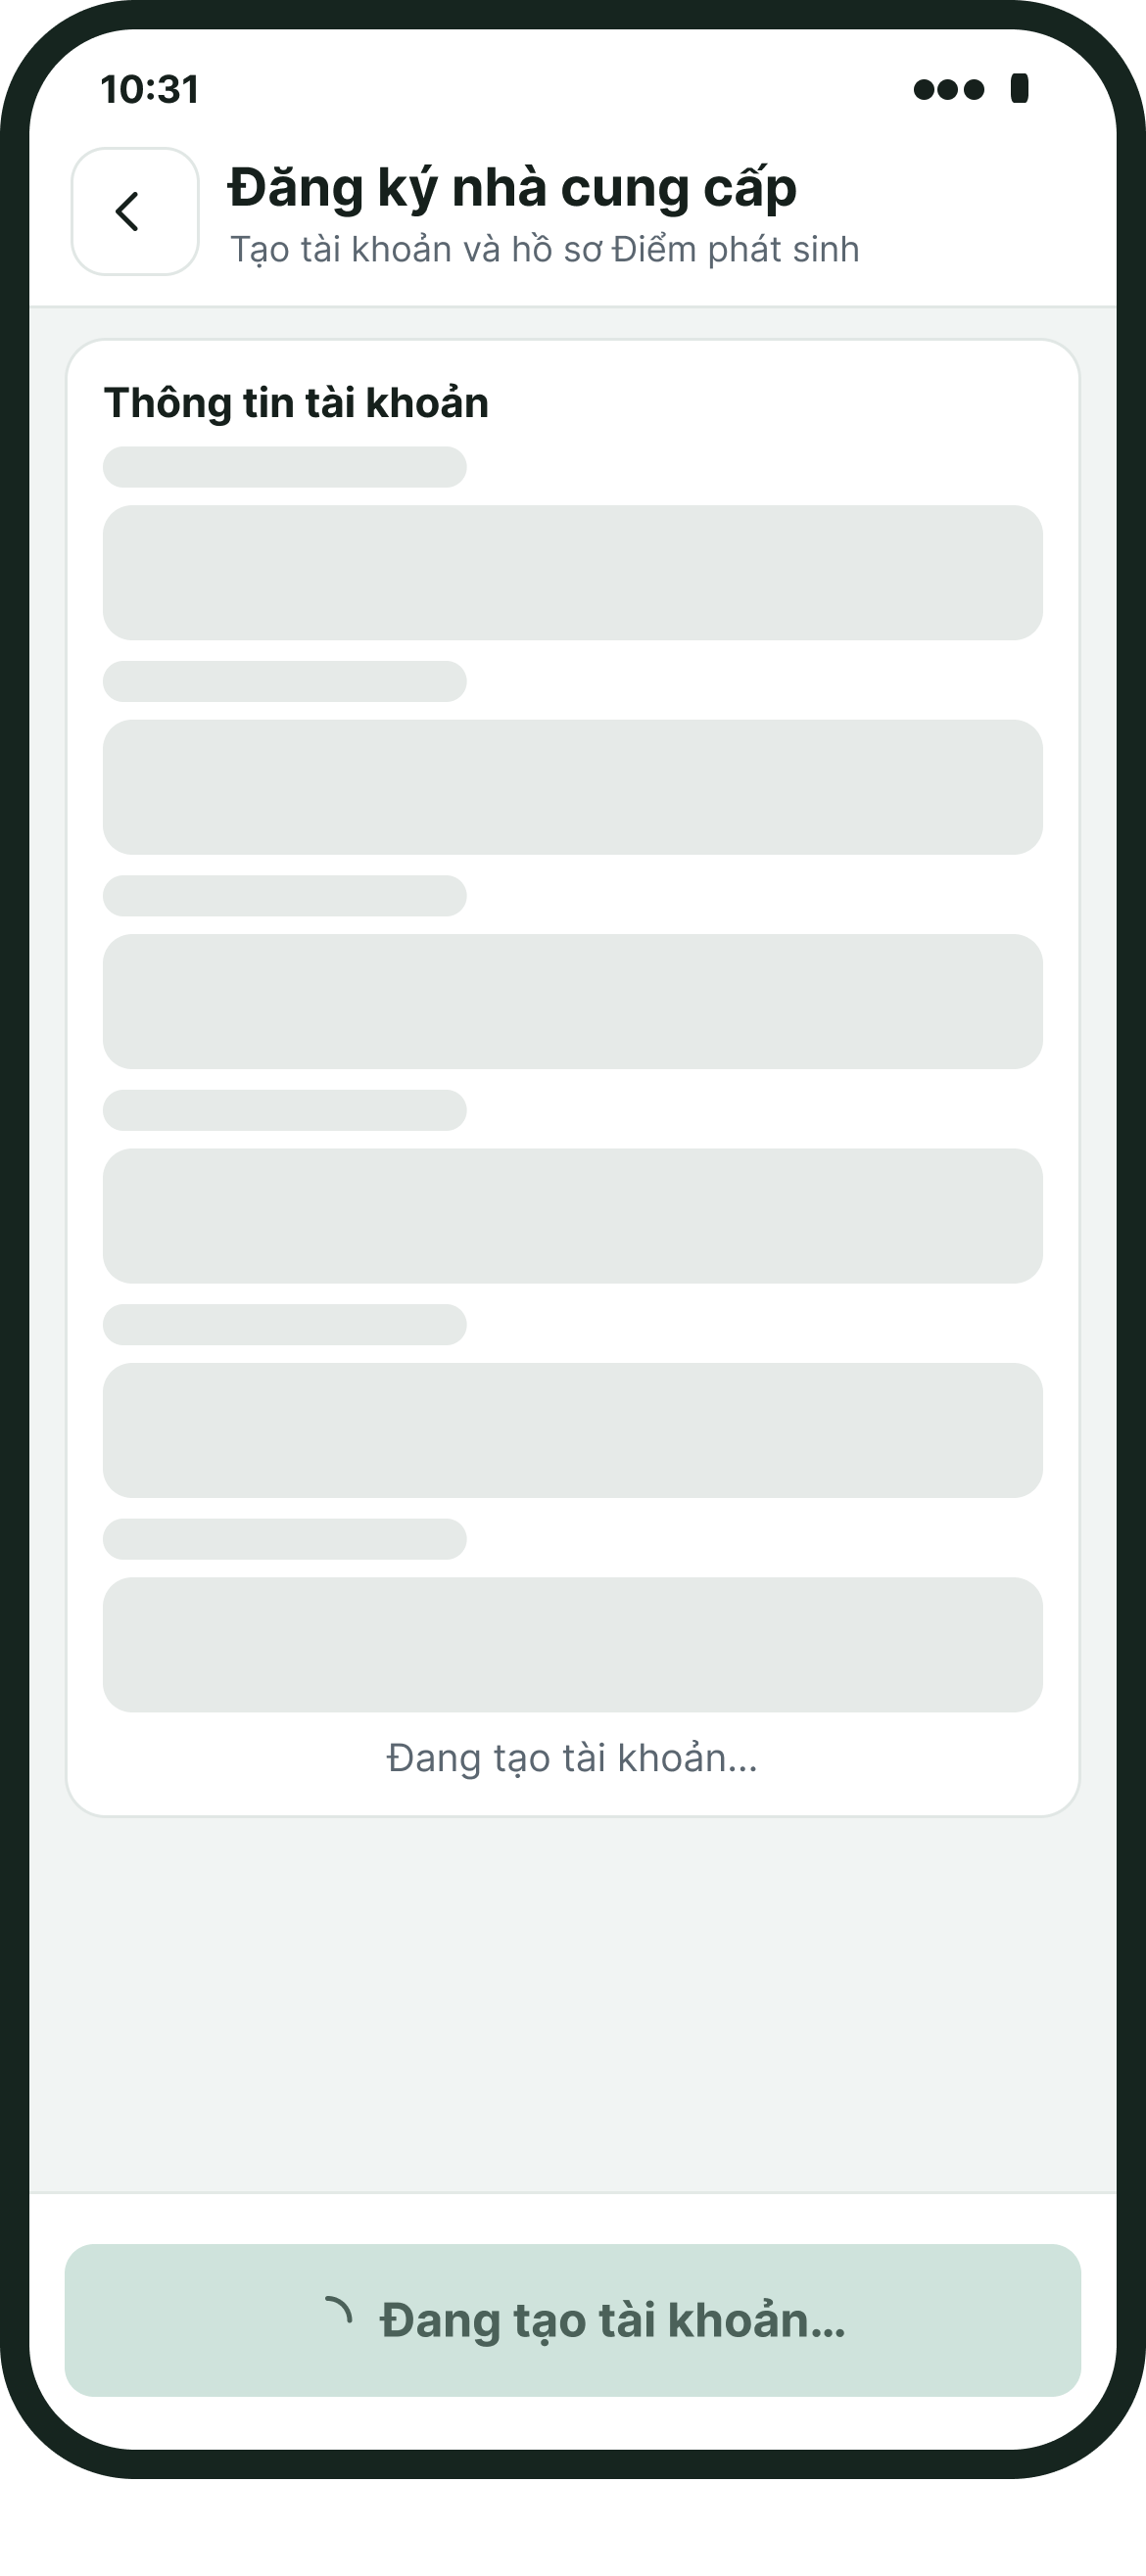 10:31
Đăng ký nhà cung cấp
Tạo tài khoản và hồ sơ Điểm phát sinh
Thông tin tài khoản
Đang tạo tài khoản...
Đang tạo tài khoản...